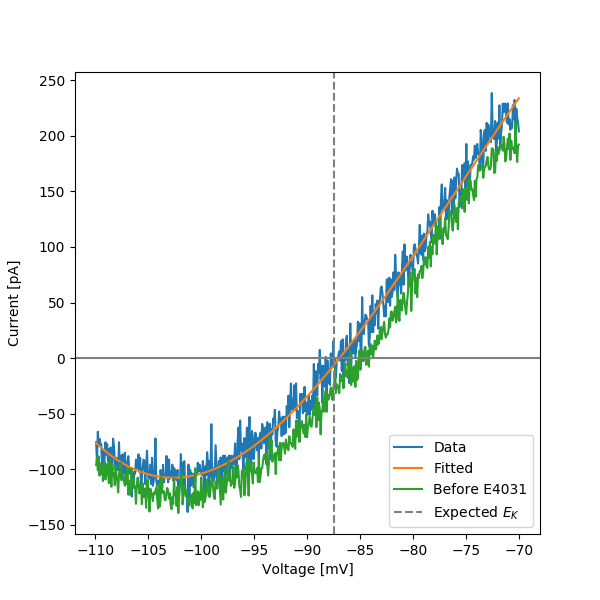 250
200
150
100
50
0
−50
−100
−150
Current [pA]
−110 −105 −100 −95 −90 −85 −80 −75 −70
Voltage [mV]
Data
Fitted
Before E4031
Expected E_K